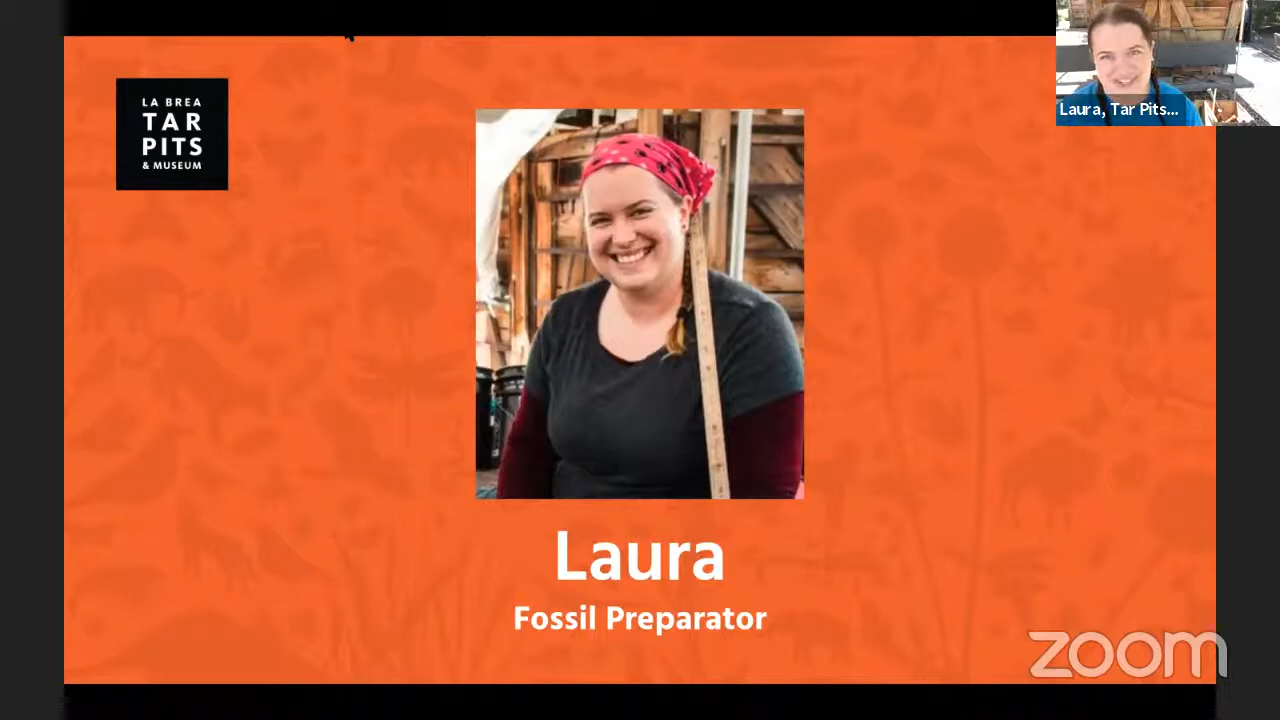 LA BREA
TAR
PITS
& MUSEUM
Laura, Tar Pits...
Laura
Fossil Preparator
zoom